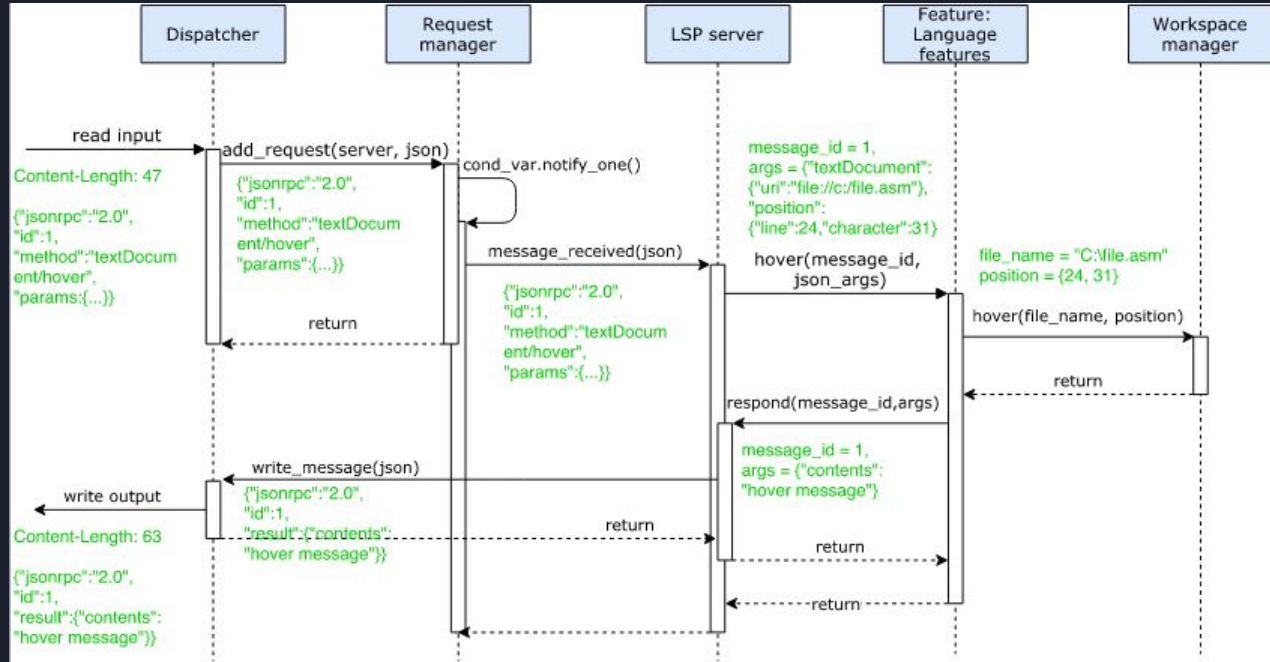 Dispatcher
Request
manager
LSP server
Feature:
Language
features
Workspace
manager
read input
Content-Length: 47
{"jsonrpc":"2.0",
"id":1,
"method":"textDocum
ent/hover",
"params:{...}}
add_request(server, json)
{"jsonrpc":"2.0",
"id":1,
"method":"textDocum
ent/hover",
"params":{...}}
cond_var.notify_one()
return
message_received(json)
{"jsonrpc":"2.0",
"id":1,
"method":"textDocum
ent/hover",
"params":{...}}
message_id = 1,
args = {"textDocument":
{"uri":"file://c:/file.asm"},
"position":
{"line":24,"character":31}
hover(message_id,
json_args)
file_name = "C:\file.asm"
position = {24, 31}
hover(file_name, position)
return
respond(message_id,args)
message_id = 1,
args = {"contents":
"hover message"}
write_message(json)
{"jsonrpc":"2.0",
"id":1,
"result":{"contents":
"hover message"}}
write output
Content-Length: 63
{"jsonrpc":"2.0",
"id":1,
"result":{"contents":
"hover message"}}
return
return
return